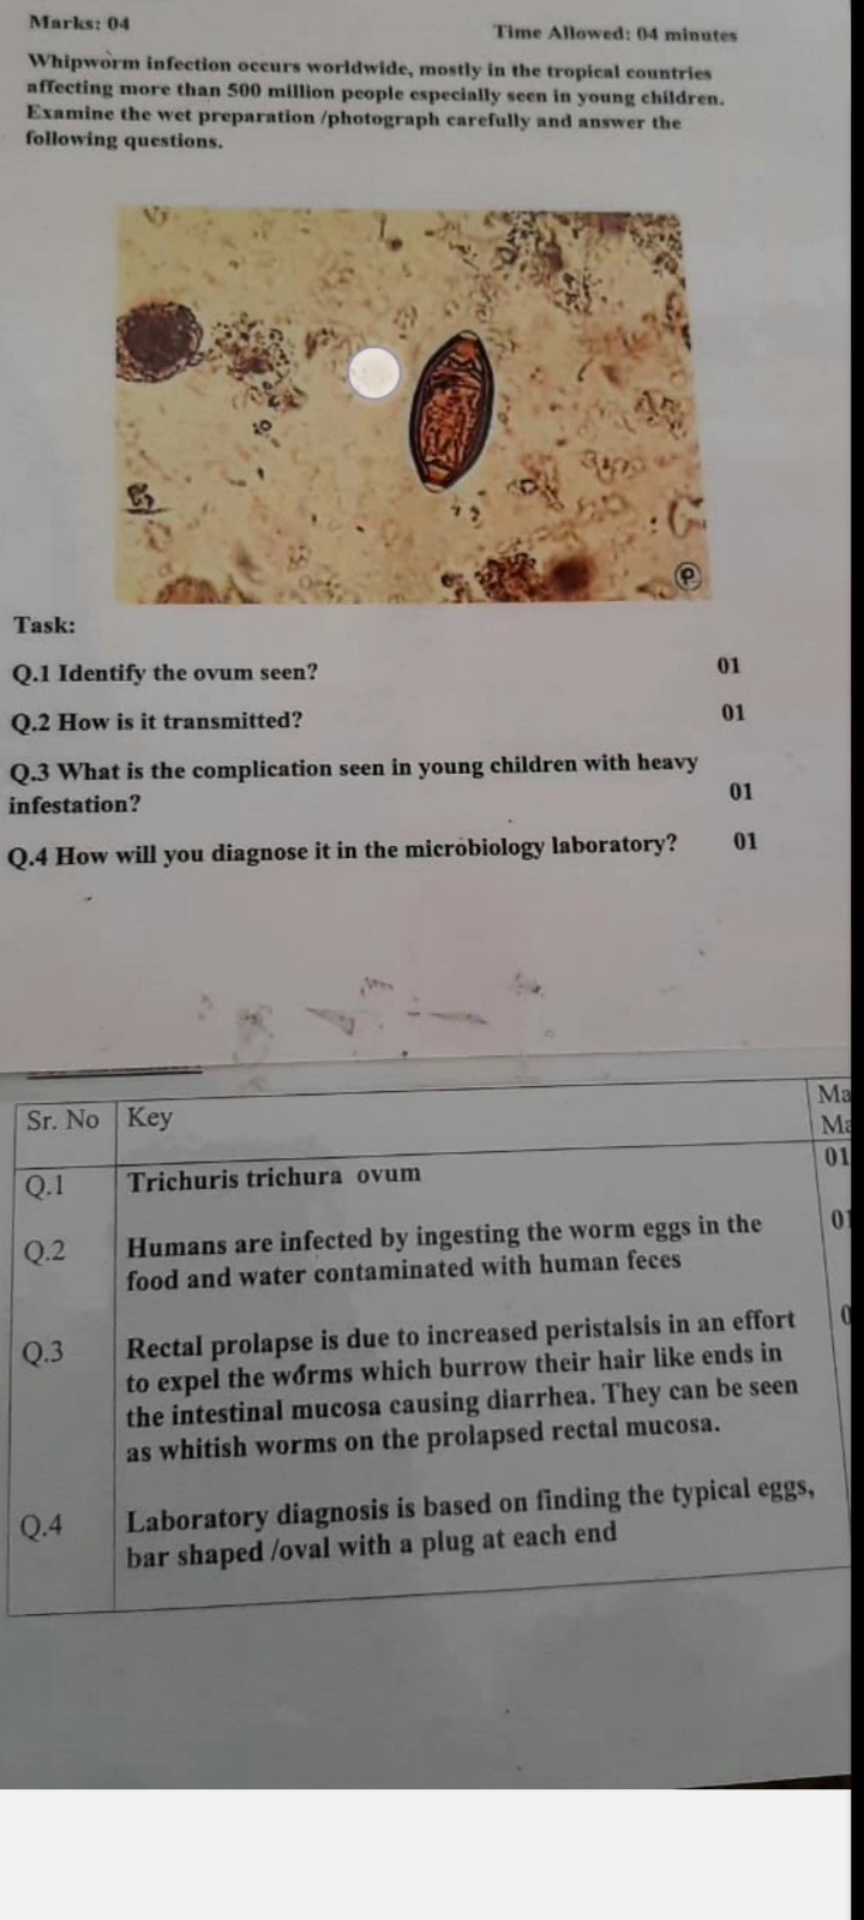 Marks: 04
Time Allowed: 04 minutes
Whipworm infection occurs worldwide, mostly in the tropical countries
affecting more than 500 million people especially seen in young children.
Examine the wet preparation /photograph carefully and answer the
following questions.
P
Task:
Q.1 Identify the ovum seen? 01
Q.2 How is it transmitted? 01
Q.3 What is the complication seen in young children with heavy
infestation? 01
Q.4 How will you diagnose it in the microbiology laboratory? 01
Sr. No Key
Q.1 Trichuris trichura ovum 01
Q.2 Humans are infected by ingesting the worm eggs in the
food and water contaminated with human feces
Q.3 Rectal prolapse is due to increased peristalsis in an effort
to expel the worms which burrow their hair like ends in
the intestinal mucosa causing diarrhea. They can be seen
as whitish worms on the prolapsed rectal mucosa.
Q.4 Laboratory diagnosis is based on finding the typical eggs,
bar shaped /oval with a plug at each end